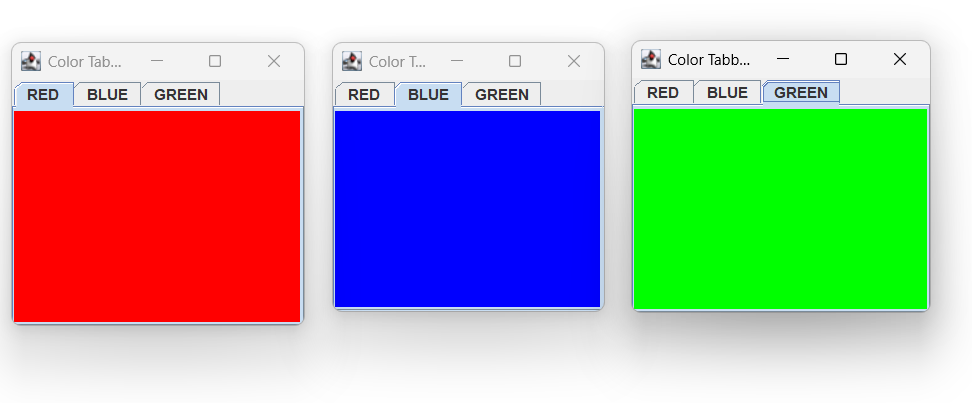 Color Tab...
RED BLUE GREEN
Color T...
RED BLUE GREEN
Color Tabb...
RED BLUE GREEN